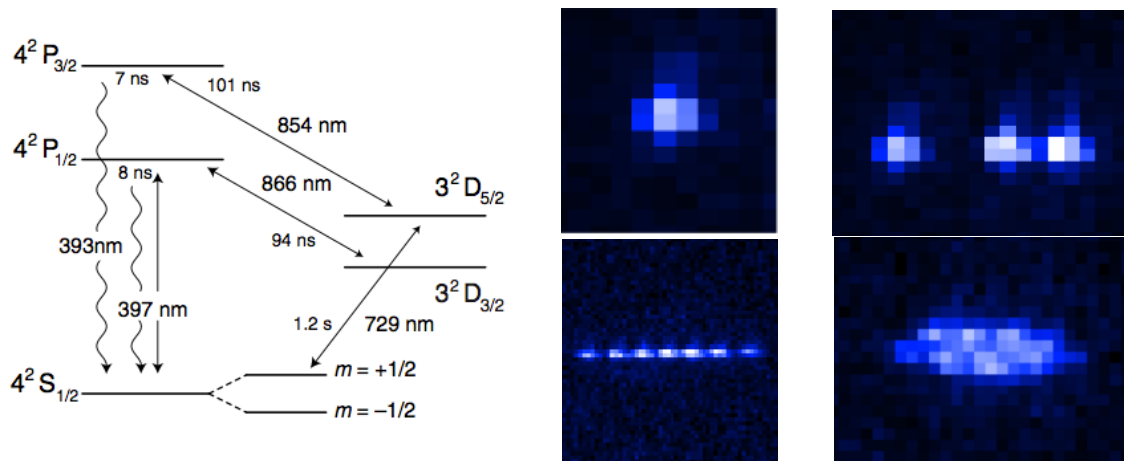 4²P₃/₂
7 ns
101 ns
854 nm
4²P₁/₂
8 ns
866 nm
3²D₅/₂
393nm
94 ns
397 nm
3²D₃/₂
1.2 s
729 nm
4²S₁/₂
m = +1/2
m = –1/2